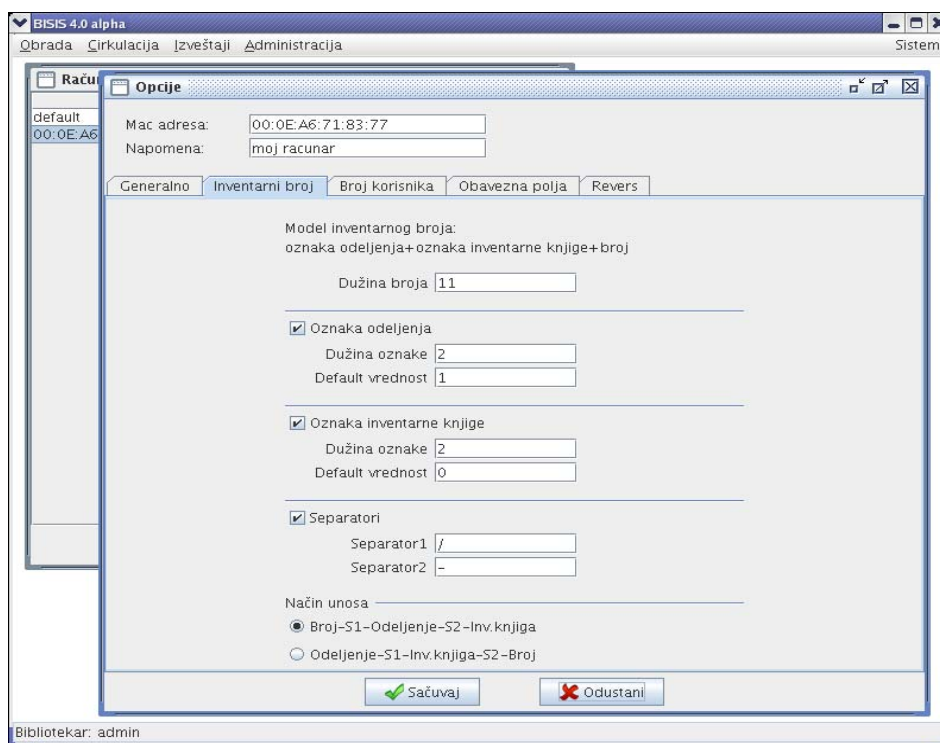 BISIS 4.0 alpha
Obrada Cirkulacija Izveštaji Administracija Sistem
Raču
Opcije
default
00:0E:A6
Mac adresa: 00:0E:A6:71:83:77
Napomena: moj racunar
Generalno Inventarni broj Broj korisnika Obavezna polja Revers
Model inventarnog broja:
oznaka odeljenja+oznaka inventarne knjige+broj
Dužina broja 11
Oznaka odeljenja
Dužina oznake 2
Default vrednost 1
Oznaka inventarne knjige
Dužina oznake 2
Default vrednost 0
Separatori
Separator1 /
Separator2 -
Način unosa
Broj-S1-Odeljenje-S2-Inv.knjiga
Odeljenje-S1-Inv.knjiga-S2-Broj
Sačuvaj Odustani
Bibliotekar: admin